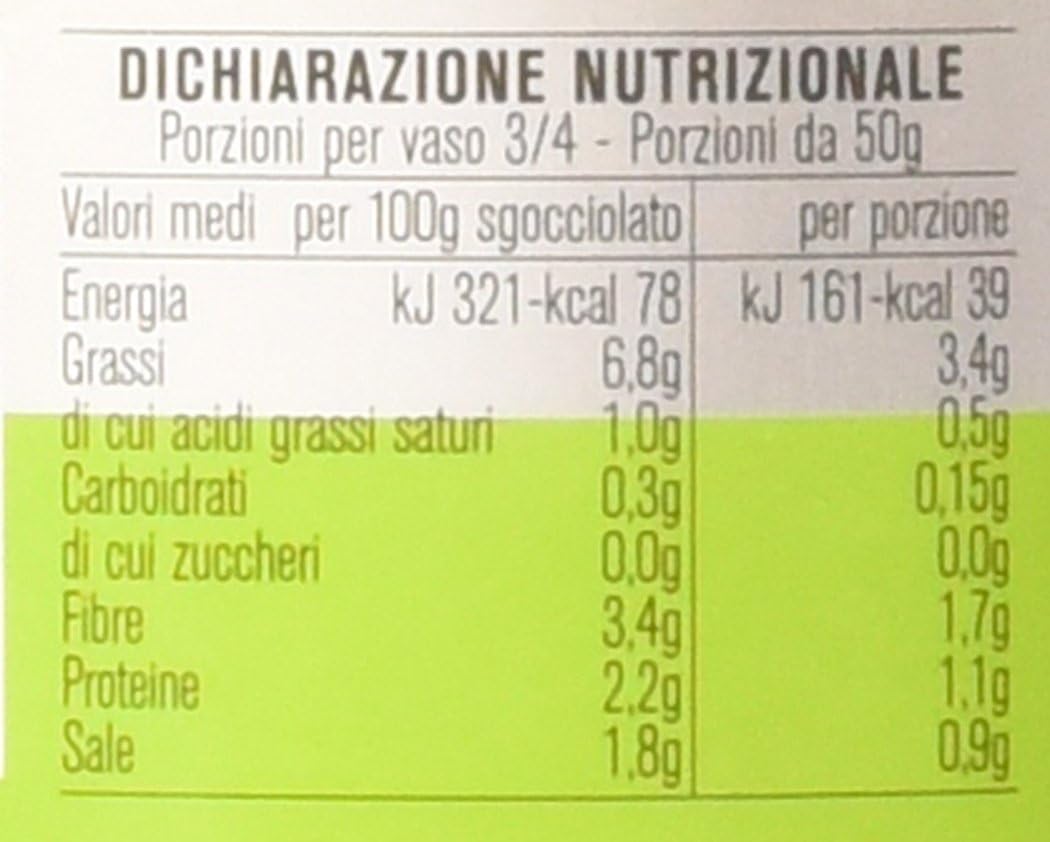 DICHIARAZIONE NUTRIZIONALE
Porzioni per vaso 3/4 - Porzioni da 50g
Valori medi per 100g sgocciolato per porzione
Energia kJ 321-kcal 78 kJ 161-kcal 39
Grassi 6,8g 3,4g
di cui acidi grassi saturi 1,0g 0,5g
Carboidrati 0,3g 0,15g
di cui zuccheri 0,0g 0,0g
Fibre 3,4g 1,7g
Proteine 2,2g 1,1g
Sale 1,8g 0,9g